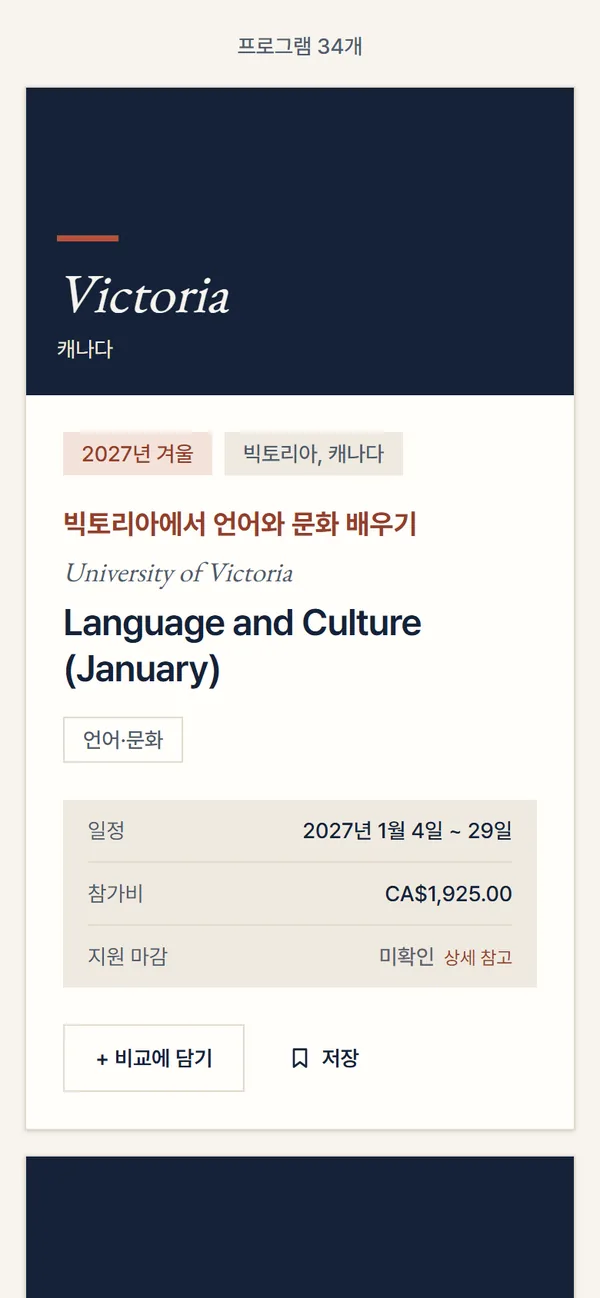 프로그램 34개
Victoria
캐나다
2027년 겨울
빅토리아, 캐나다
빅토리아에서 언어와 문화 배우기
University of Victoria
Language and Culture
(January)
언어·문화
일정 2027년 1월 4일 ~ 29일
참가비 CA$1,925.00
지원 마감 미확인 상세 참고
+ 비교에 담기 저장